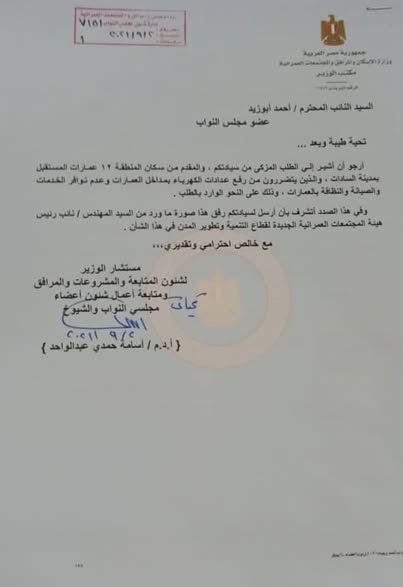 جمهورية مصر العربية
وزارة الإسكان والمرافق والمجتمعات العمرانية
مكتب الوزير
٧١٥١
٢٠٢١/٩/٢
١
السيد النائب المحترم / أحمد أبوزيد
عضو مجلس النواب
تحية طيبة وبعد ...
أرجو أن أشير إلي الطلب المزكي من سيادتكم ، والمقدم من سكان المنطقة ١٢ عمارات المستقبل
بمدينة السادات ، والذين يتضررون من رفع عدادات الكهرباء بمداخل العمارات وعدم توافر الخدمات
والصيانة والنظافة بالعمارات ، وذلك على النحو الوارد بالطلب .
وفي هذا الصدد أتشرف بأن أرسل لسيادتكم رفق هذا صورة ما ورد من السيد المهندس / نائب رئيس
هيئة المجتمعات العمرانية الجديدة لقطاع التنمية وتطوير المدن في هذا الشأن .
مع خالص احترامي وتقديري،،،
مستشار الوزير
لشئون المتابعة والمشروعات والمرافق
ومتابعة أعمال شئون أعضاء
مجلسي النواب والشيوخ
٢٠٢١/٩/٢
{ أ.د.م / أسامة حمدي عبدالواحد }